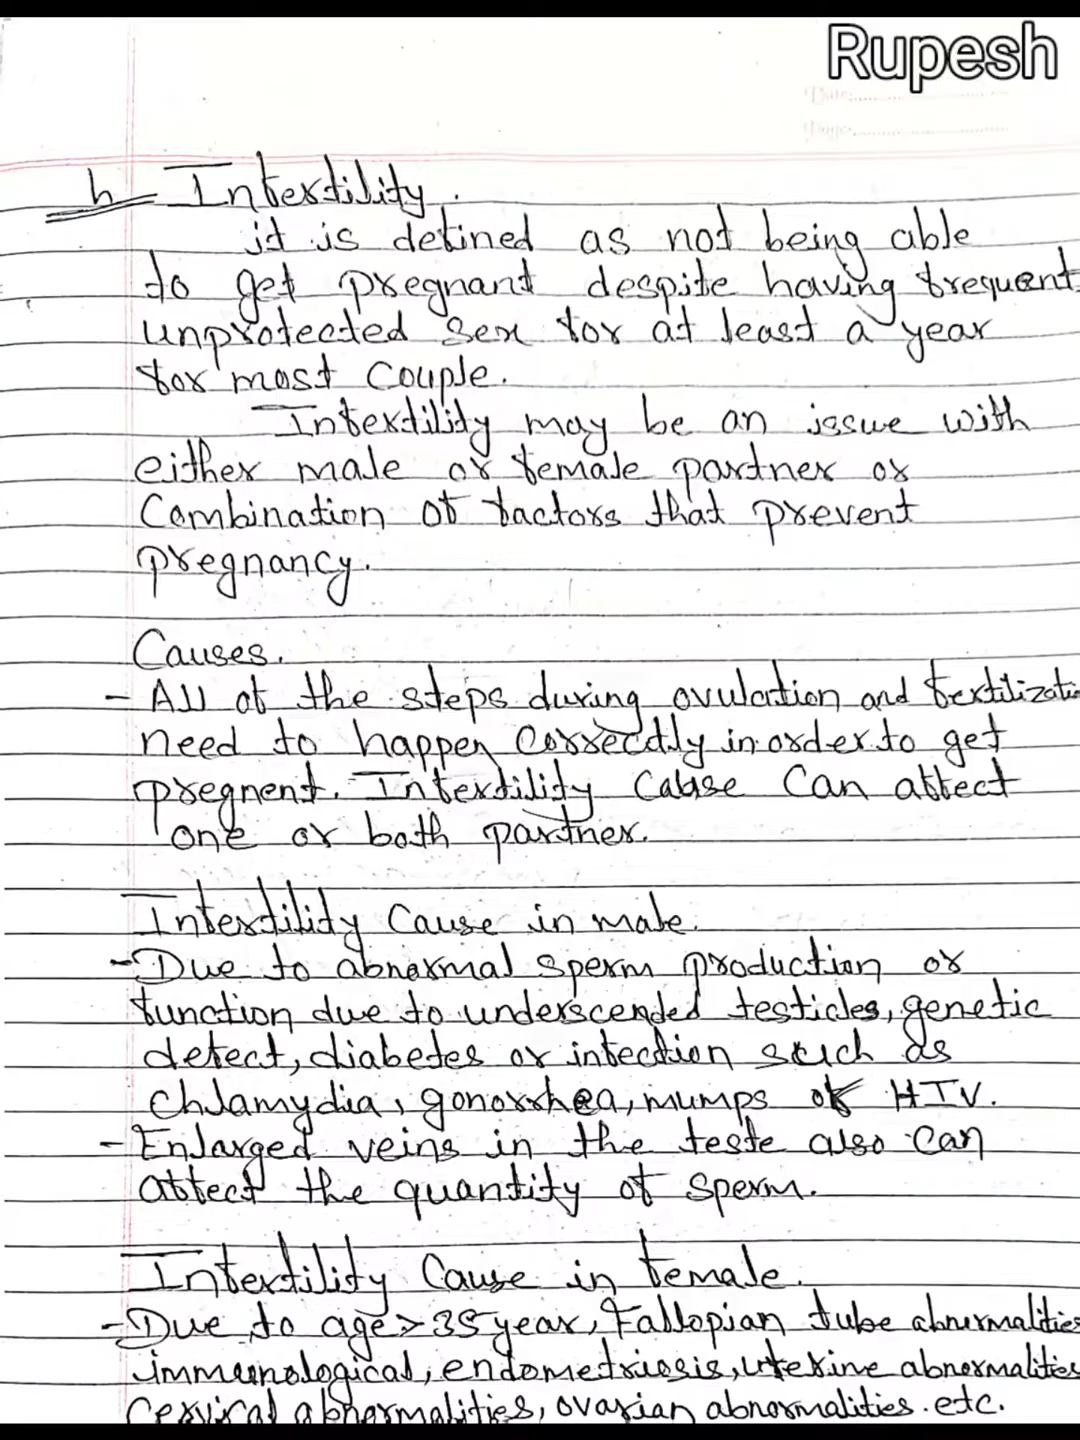 Rupesh
Date:
Page:
h Infertility.
it is defined as not being able
to get pregnant despite having frequent
unprotected sex for at least a year
for most couple.
Infertility may be an issue with
either male or female partner or
Combination of factors that prevent
pregnancy.
Causes.
- All of the steps during ovulation and fertilizatio
need to happen correctly in order to get
pregnent. Infertility Cause Can affect
one or both partner.
Infertility Cause in male.
- Due to abnormal sperm production or
function due to underscended testicles, genetic
defect, diabetes or infection such as
chlamydia, gonorrhea, mumps or HIV.
- Enlarged veins in the teste also can
affect the quantity of sperm.
Infertility Cause in female.
- Due to age > 35 year, Fallopian tube abnormalities
immunological, endometriosis, uterine abnormalities
Cervical abnormalities, ovarian abnormalities. etc.